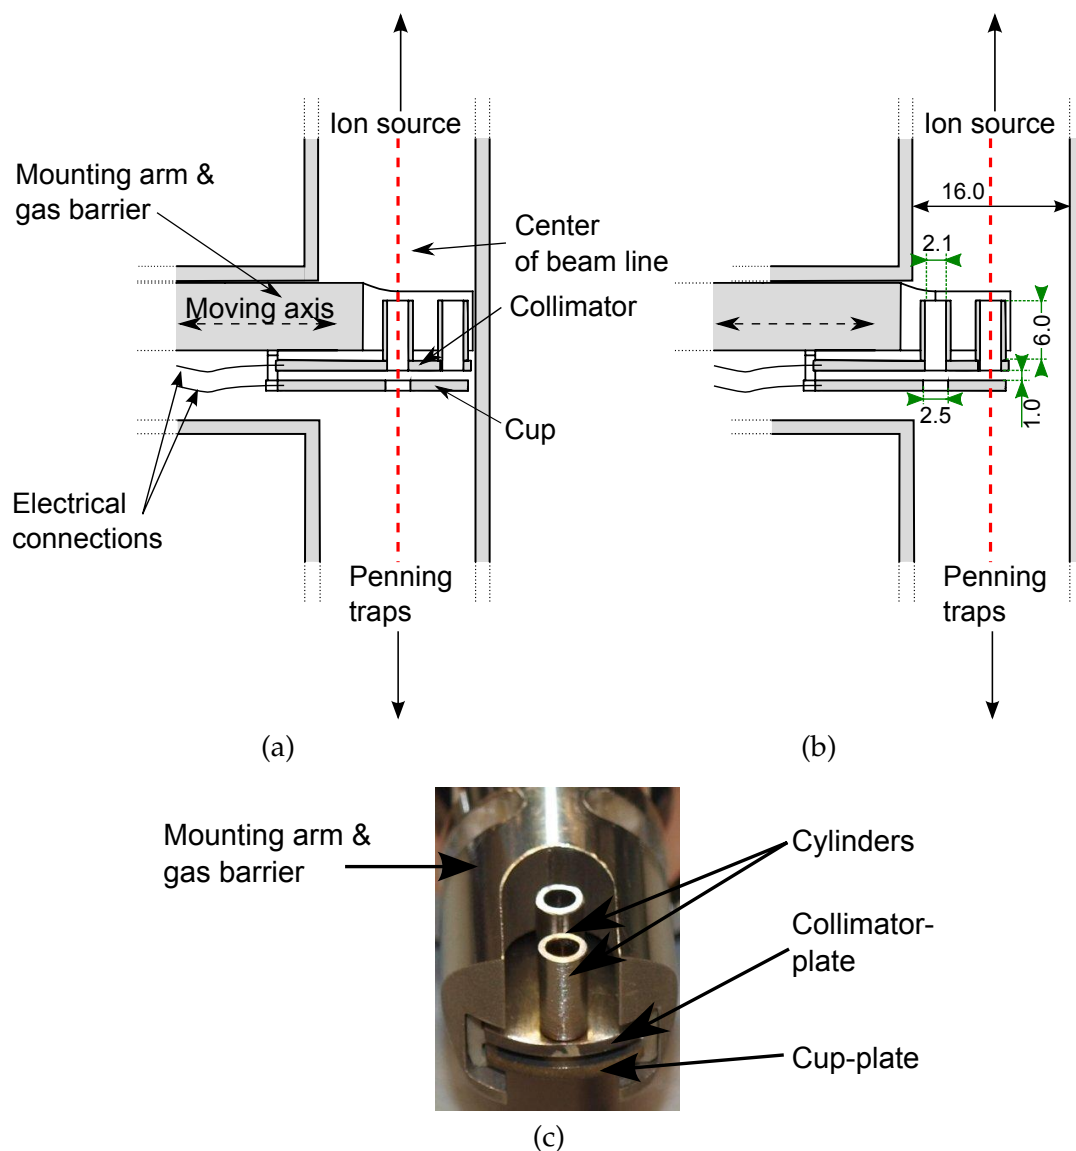 Ion source
Mounting arm &
gas barrier
Center
of beam line
Moving axis
Collimator
Cup
Electrical
connections
Penning
traps
(a)
Ion source
16.0
2.1
6.0
1.0
2.5
Penning
traps
(b)
Mounting arm &
gas barrier
Cylinders
Collimator-
plate
Cup-plate
(c)